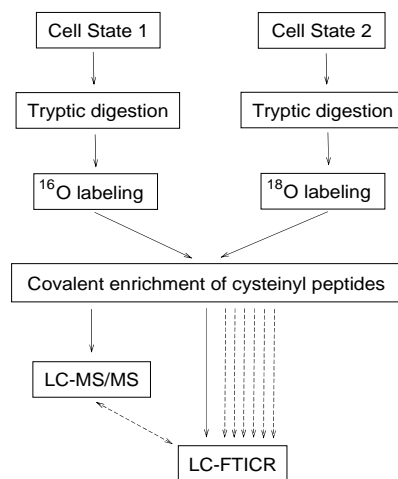 Cell State 1
Cell State 2
Tryptic digestion
Tryptic digestion
¹⁶O labeling
¹⁸O labeling
Covalent enrichment of cysteinyl peptides
LC-MS/MS
LC-FTICR